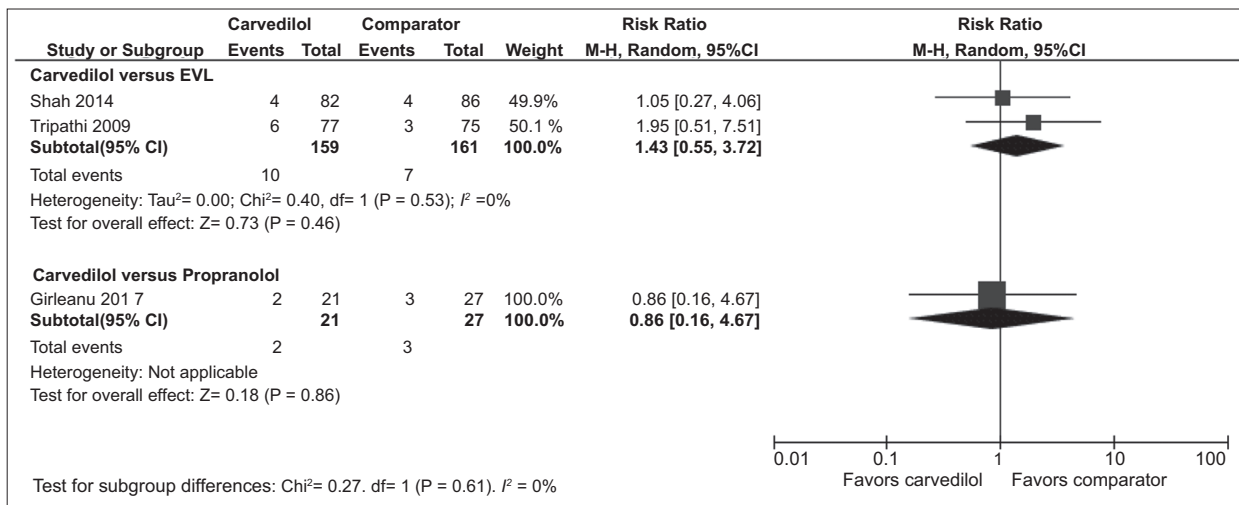 Carvedilol Comparator Risk Ratio Risk Ratio
Study or Subgroup Events Total Events Total Weight M-H, Random, 95%CI M-H, Random, 95%CI
Carvedilol versus EVL
Shah 2014 4 82 4 86 49.9% 1.05 [0.27, 4.06]
Tripathi 2009 6 77 3 75 50.1 % 1.95 [0.51, 7.51]
Subtotal(95% CI) 159 161 100.0% 1.43 [0.55, 3.72]
Total events 10 7
Heterogeneity: Tau²= 0.00; Chi²= 0.40, df= 1 (P = 0.53); I² =0%
Test for overall effect: Z= 0.73 (P = 0.46)
Carvedilol versus Propranolol
Girleanu 201 7 2 21 3 27 100.0% 0.86 [0.16, 4.67]
Subtotal(95% CI) 21 27 100.0% 0.86 [0.16, 4.67]
Total events 2 3
Heterogeneity: Not applicable
Test for overall effect: Z= 0.18 (P = 0.86)
0.01 0.1 1 10 100
Favors carvedilol Favors comparator
Test for subgroup differences: Chi²= 0.27. df= 1 (P = 0.61). I² = 0%